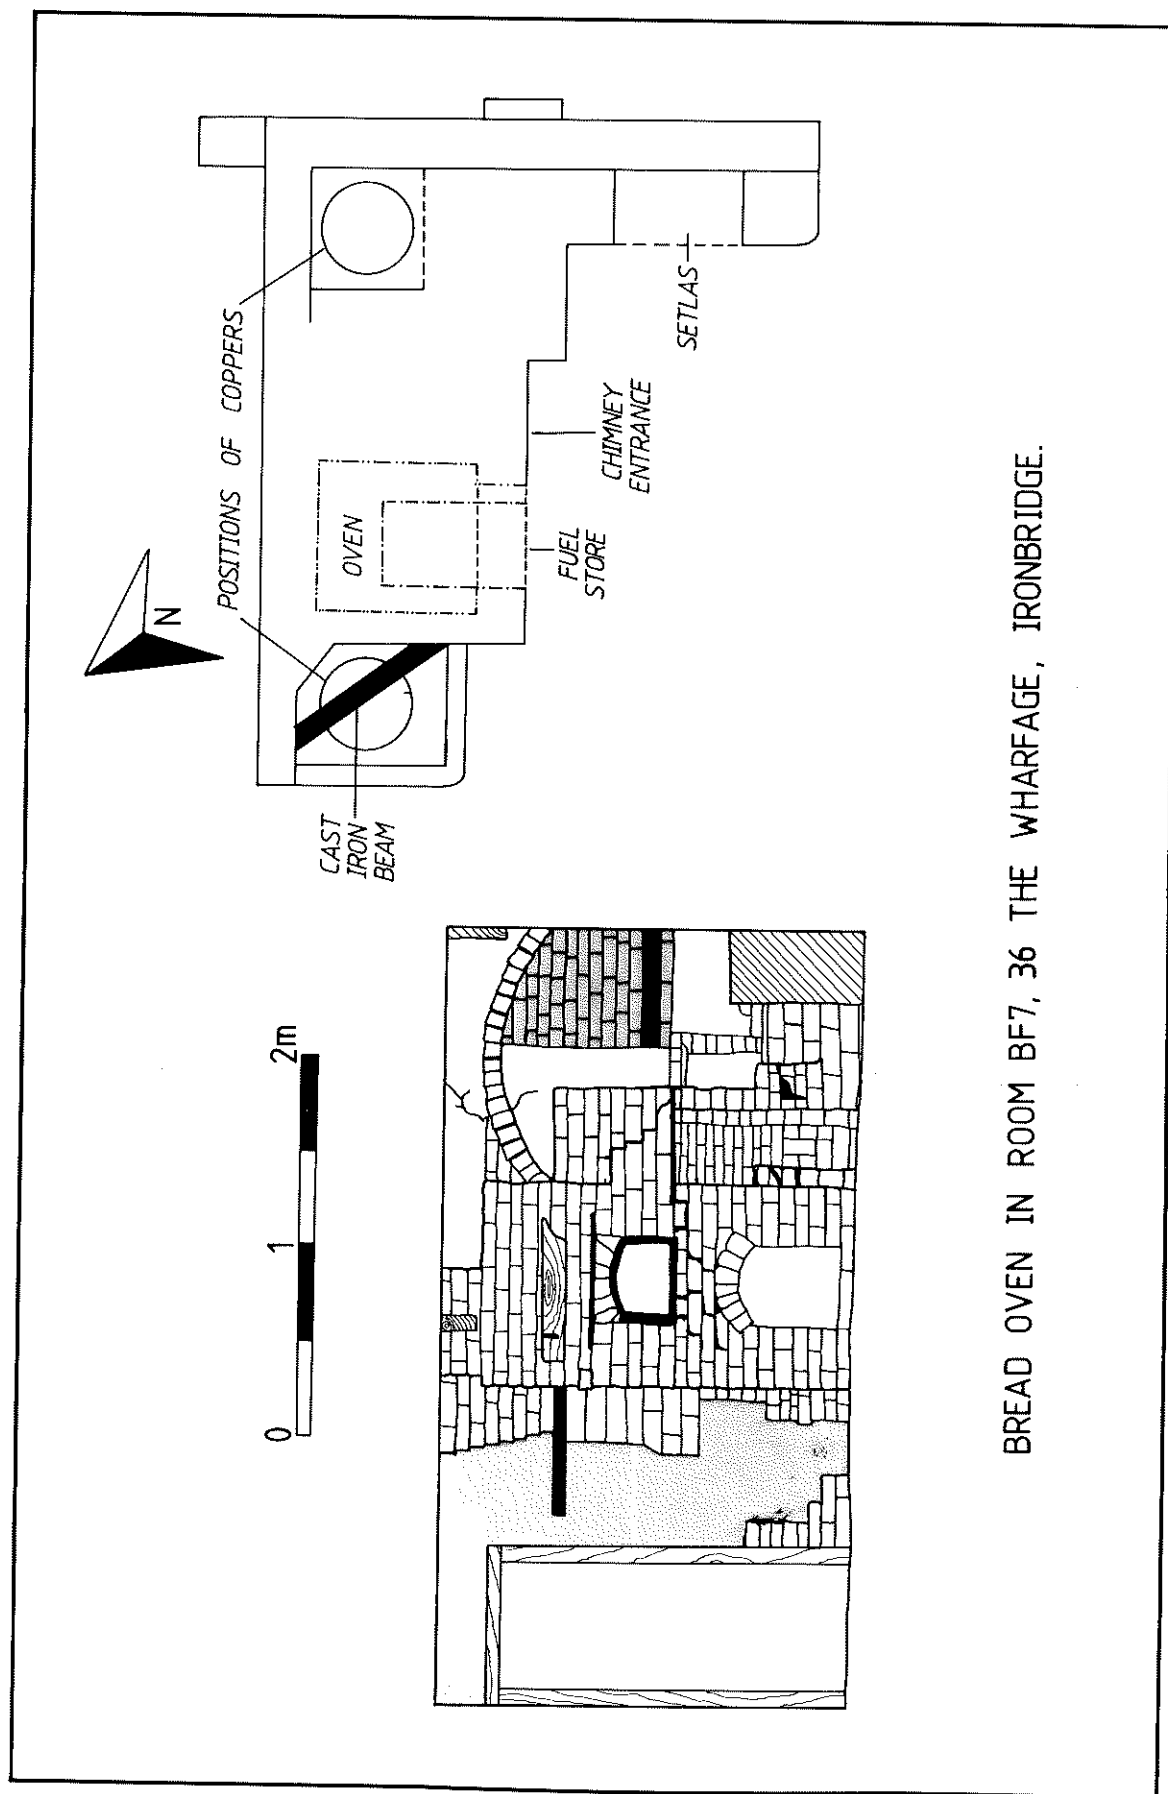 0 1 2m
N
POSITIONS OF COPPERS
OVEN
CAST
IRON
BEAM
FUEL
STORE
CHIMNEY
ENTRANCE
SETLAS
BREAD OVEN IN ROOM BF7, 36 THE WHARFAGE, IRONBRIDGE.